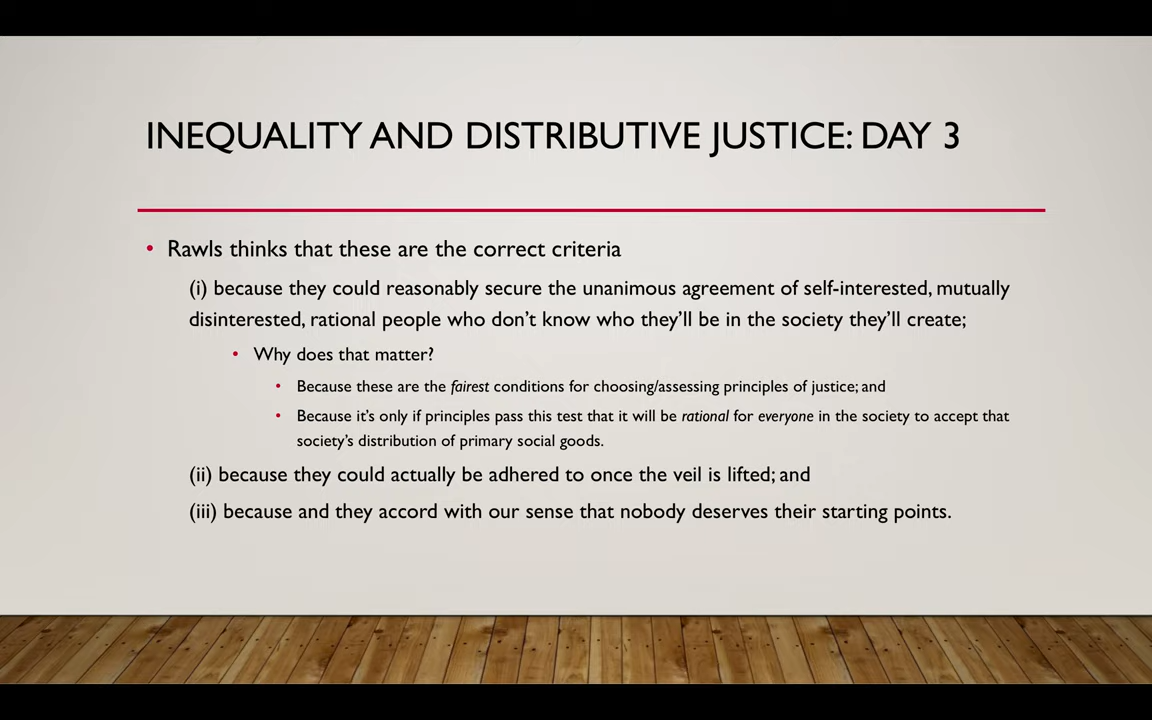 INEQUALITY AND DISTRIBUTIVE JUSTICE: DAY 3
• Rawls thinks that these are the correct criteria
(i) because they could reasonably secure the unanimous agreement of self-interested, mutually
disinterested, rational people who don't know who they'll be in the society they'll create;
• Why does that matter?
• Because these are the fairest conditions for choosing/assessing principles of justice; and
• Because it's only if principles pass this test that it will be rational for everyone in the society to accept that
society's distribution of primary social goods.
(ii) because they could actually be adhered to once the veil is lifted; and
(iii) because and they accord with our sense that nobody deserves their starting points.